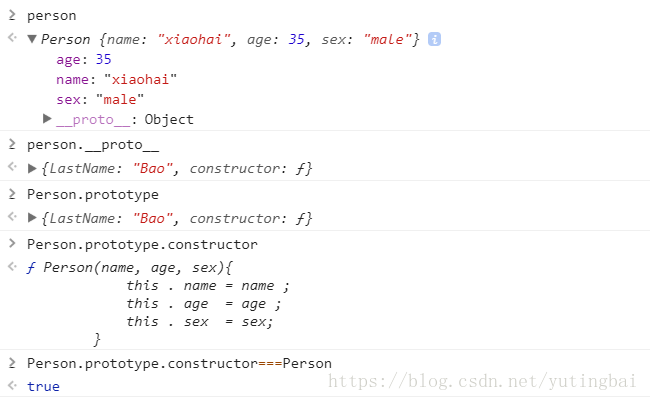 person
Person {name: "xiaohai", age: 35, sex: "male"} i
age: 35
name: "xiaohai"
sex: "male"
__proto__: Object
person.__proto__
{LastName: "Bao", constructor: ƒ}
Person.prototype
{LastName: "Bao", constructor: ƒ}
Person.prototype.constructor
ƒ Person(name, age, sex){
this . name = name ;
this . age  = age ;
this . sex  = sex;
}
Person.prototype.constructor===Person
true
https://blog.csdn.net/yutingbai